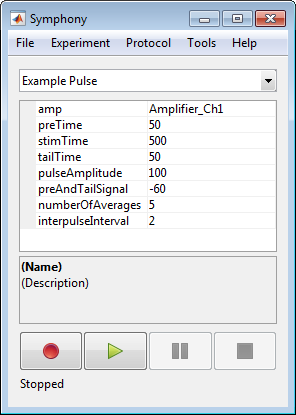 Symphony
File Experiment Protocol Tools Help
Example Pulse
amp Amplifier_Ch1
preTime 50
stimTime 500
tailTime 50
pulseAmplitude 100
preAndTailSignal -60
numberOfAverages 5
interpulseInterval 2
(Name)
(Description)
Stopped